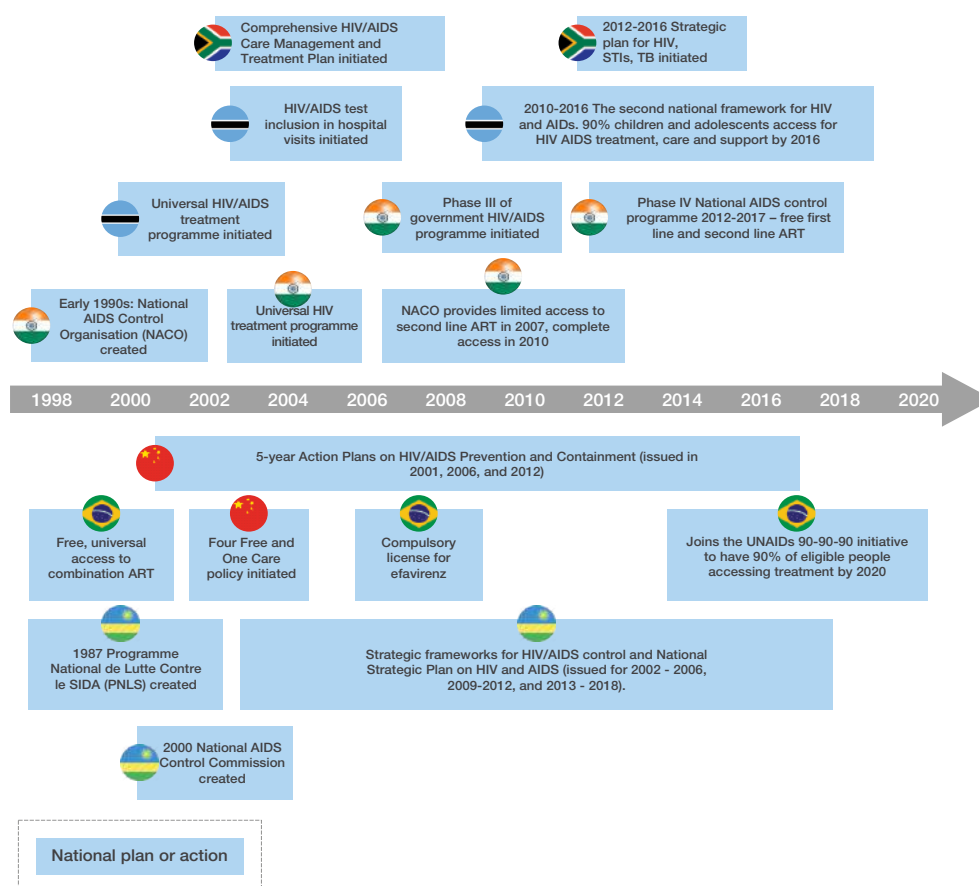 Comprehensive HIV/AIDS
Care Management and
Treatment Plan initiated
2012-2016 Strategic
plan for HIV,
STIs, TB initiated
HIV/AIDS test
inclusion in hospital
visits initiated
2010-2016 The second national framework for HIV
and AIDs. 90% children and adolescents access for
HIV AIDS treatment, care and support by 2016
Universal HIV/AIDS
treatment
programme initiated
Phase III of
government HIV/AIDS
programme initiated
Phase IV National AIDS control
programme 2012-2017 – free first
line and second line ART
Early 1990s: National
AIDS Control
Organisation (NACO)
created
Universal HIV
treatment programme
initiated
NACO provides limited access to
second line ART in 2007, complete
access in 2010
1998 2000 2002 2004 2006 2008 2010 2012 2014 2016 2018 2020
5-year Action Plans on HIV/AIDS Prevention and Containment (issued in
2001, 2006, and 2012)
Free, universal
access to
combination ART
Four Free and
One Care
policy initiated
Compulsory
license for
efavirenz
Joins the UNAIDs 90-90-90 initiative
to have 90% of eligible people
accessing treatment by 2020
1987 Programme
National de Lutte Contre
le SIDA (PNLS) created
Strategic frameworks for HIV/AIDS control and National
Strategic Plan on HIV and AIDS (issued for 2002 - 2006,
2009-2012, and 2013 - 2018).
2000 National AIDS
Control Commission
created
National plan or action